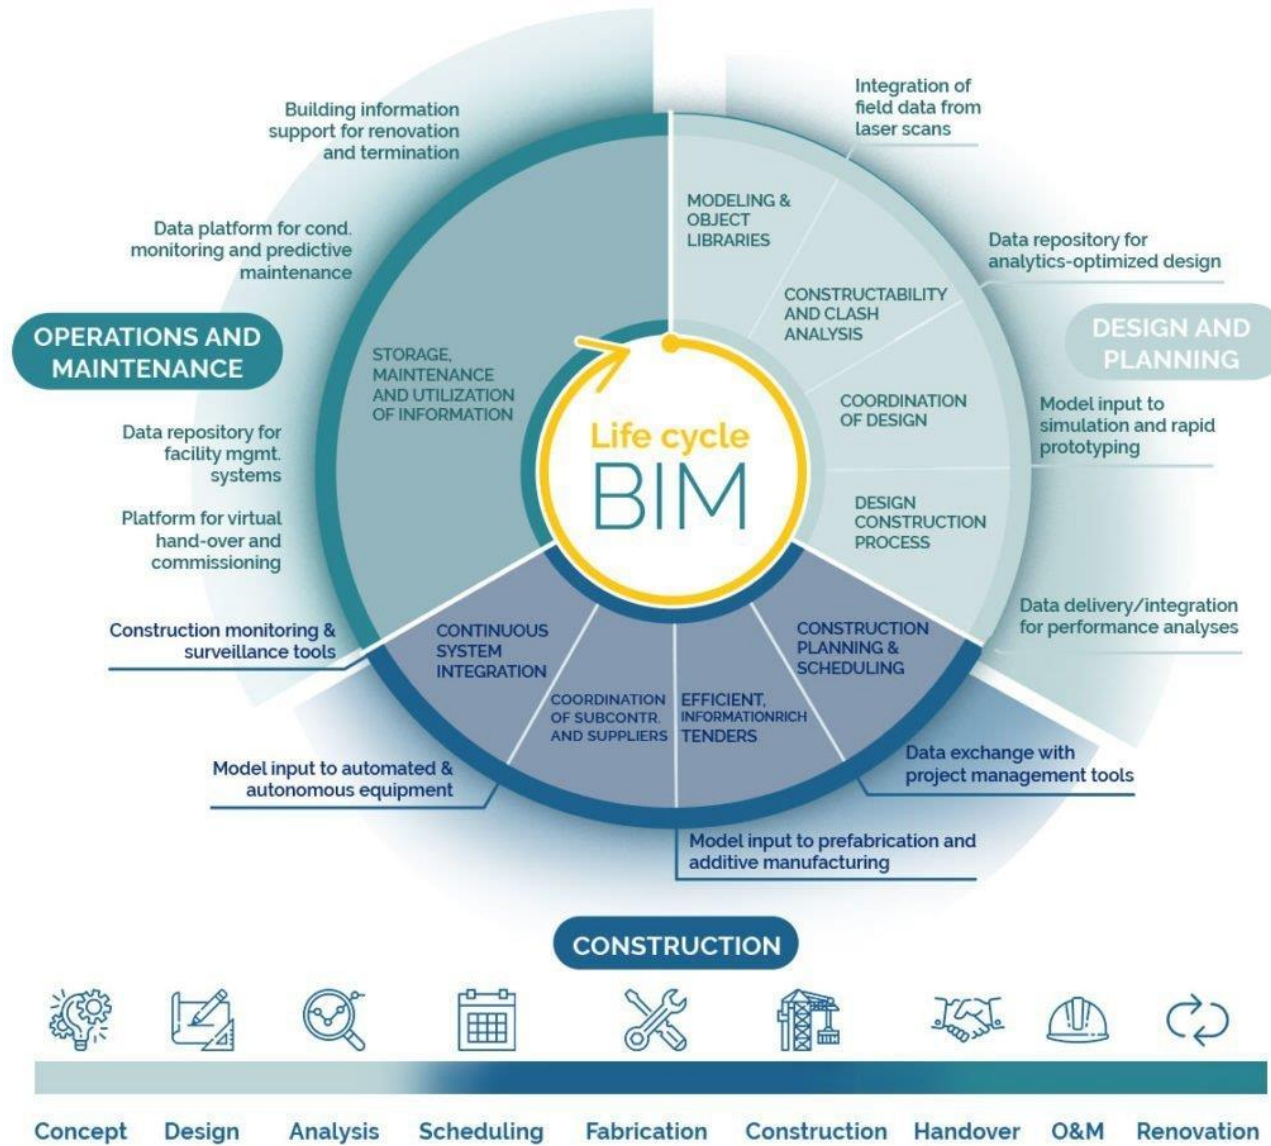 Building information
support for renovation
and termination
Integration of
field data from
laser scans
MODELING &
OBJECT
LIBRARIES
Data platform for cond.
monitoring and predictive
maintenance
Data repository for
analytics-optimized design
CONSTRUCTABILITY
AND CLASH
ANALYSIS
OPERATIONS AND
MAINTENANCE
DESIGN AND
PLANNING
STORAGE,
MAINTENANCE
AND UTILIZATION
OF INFORMATION
COORDINATION
OF DESIGN
Model input to
simulation and rapid
prototyping
Life cycle
BIM
Data repository for
facility mgmt.
systems
DESIGN
CONSTRUCTION
PROCESS
Platform for virtual
hand-over and
commissioning
Data delivery/integration
for performance analyses
Construction monitoring &
surveillance tools
CONTINUOUS
SYSTEM
INTEGRATION
CONSTRUCTION
PLANNING &
SCHEDULING
COORDINATION
OF SUBCONTR.
AND SUPPLIERS
EFFICIENT,
INFORMATIONRICH
TENDERS
Model input to automated &
autonomous equipment
Data exchange with
project management tools
Model input to prefabrication and
additive manufacturing
CONSTRUCTION
Concept
Design
Analysis
Scheduling
Fabrication
Construction
Handover
O&M
Renovation